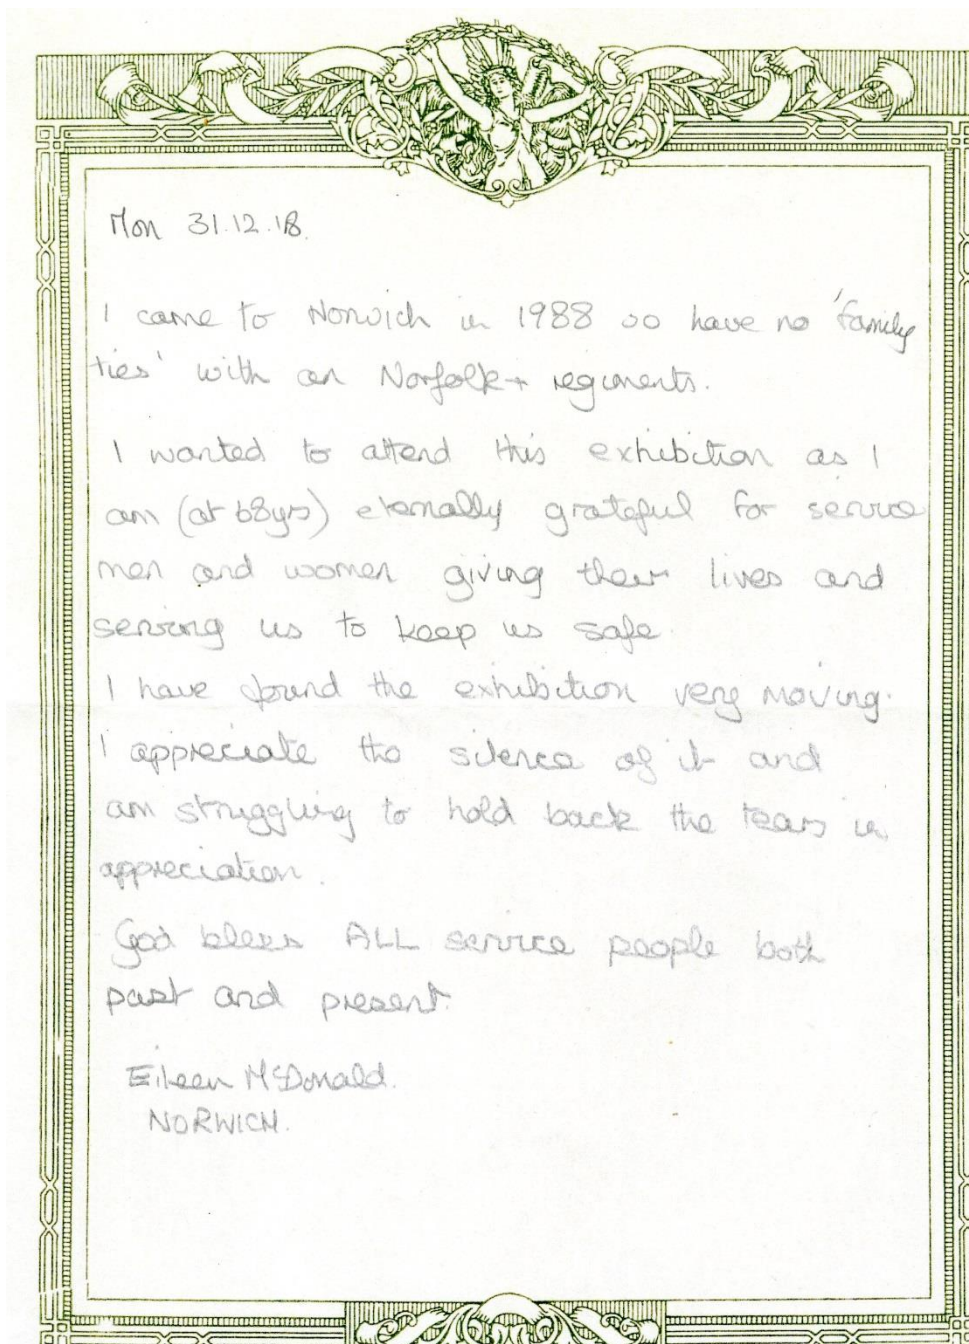 Mon 31.12.18.
I came to Norwich in 1988 so have no 'family
ties' with an Norfolk+ regiments.
I wanted to attend this exhibition as I
am (at 68yrs) eternally grateful for service
men and women giving their lives and
serving us to keep us safe.
I have found the exhibition very moving.
I appreciate the silence of it and
am struggling to hold back the tears in
appreciation.
God bless ALL service people both
past and present.
Eileen McDonald.
NORWICH.